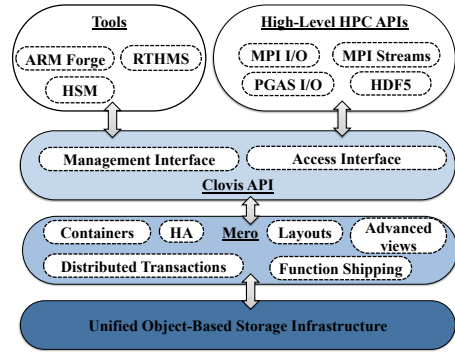 Tools
ARM Forge
RTHMS
HSM
High-Level HPC APIs
MPI I/O
MPI Streams
PGAS I/O
HDF5
Management Interface
Access Interface
Clovis API
Containers
HA
Mero
Layouts
Advanced
views
Distributed Transactions
Function Shipping
Unified Object-Based Storage Infrastructure